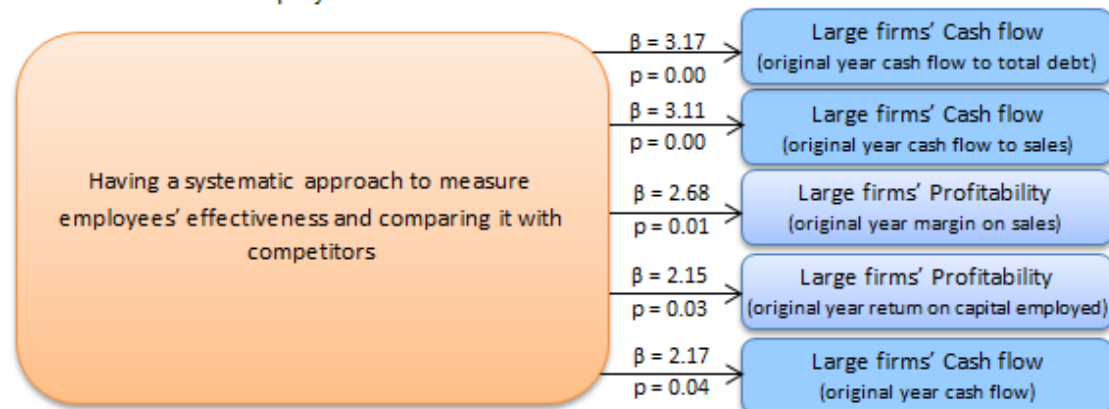 Having a systematic approach to measure
employees' effectiveness and comparing it with
competitors
β = 3.17
p = 0.00
Large firms' Cash flow
(original year cash flow to total debt)
β = 3.11
p = 0.00
Large firms' Cash flow
(original year cash flow to sales)
β = 2.68
p = 0.01
Large firms' Profitability
(original year margin on sales)
β = 2.15
p = 0.03
Large firms' Profitability
(original year return on capital employed)
β = 2.17
p = 0.04
Large firms' Cash flow
(original year cash flow)